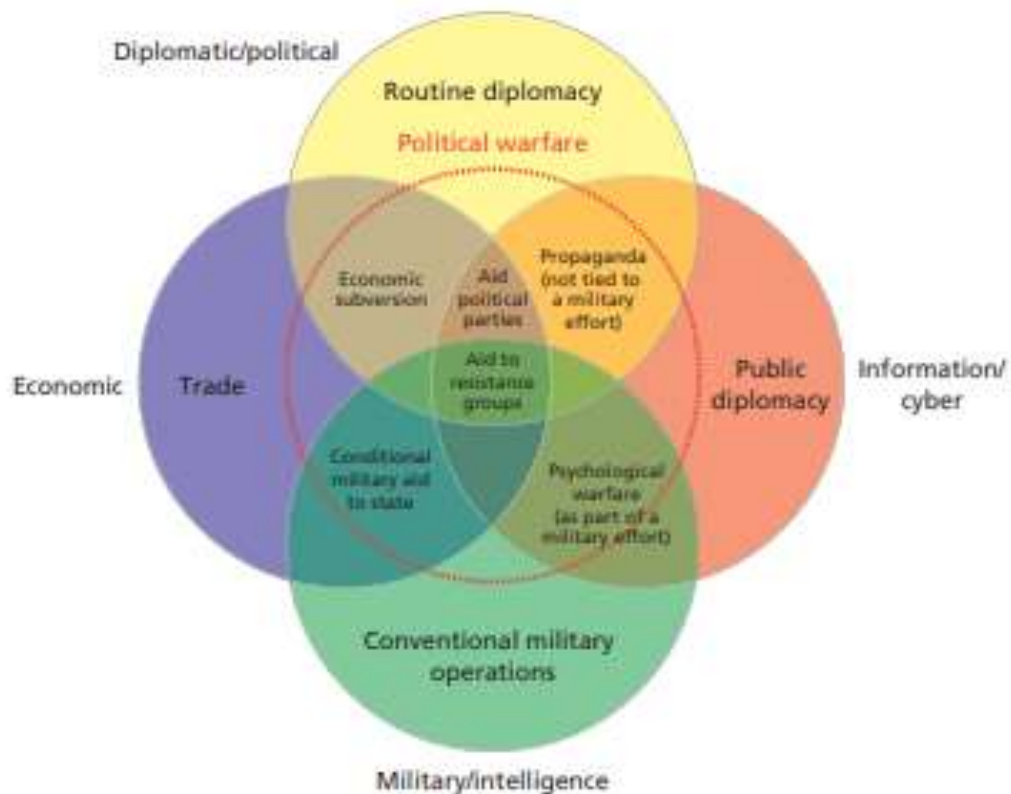 Diplomatic/political
Routine diplomacy
Political warfare
Economic
subversion
Aid
political
parties
Propaganda
(not tied to
a military
effort)
Economic
Trade
Aid to
resistance
groups
Public
diplomacy
Information/
cyber
Conditional
military aid
to state
Psychological
warfare
(as part of a
military effort)
Conventional military
operations
Military/intelligence